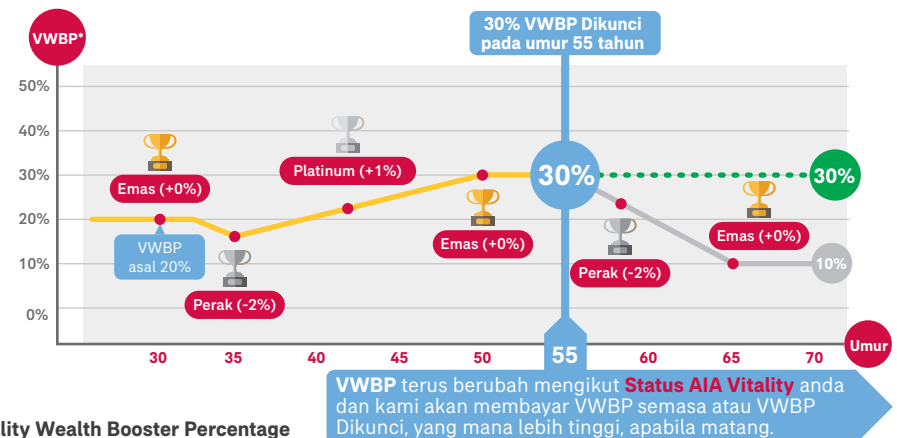 VWBP*
30% VWBP Dikunci
pada umur 55 tahun
50%
40%
30%
20%
10%
0%
Emas (+0%)
VWBP
asal 20%
Perak (-2%)
Platinum (+1%)
Emas (+0%)
30%
Perak (-2%)
Emas (+0%)
30%
10%
30
35
40
45
50
55
60
65
70
Umur
VWBP terus berubah mengikut Status AIA Vitality anda
dan kami akan membayar VWBP semasa atau VWBP
Dikunci, yang mana lebih tinggi, apabila matang.
lity Wealth Booster Percentage